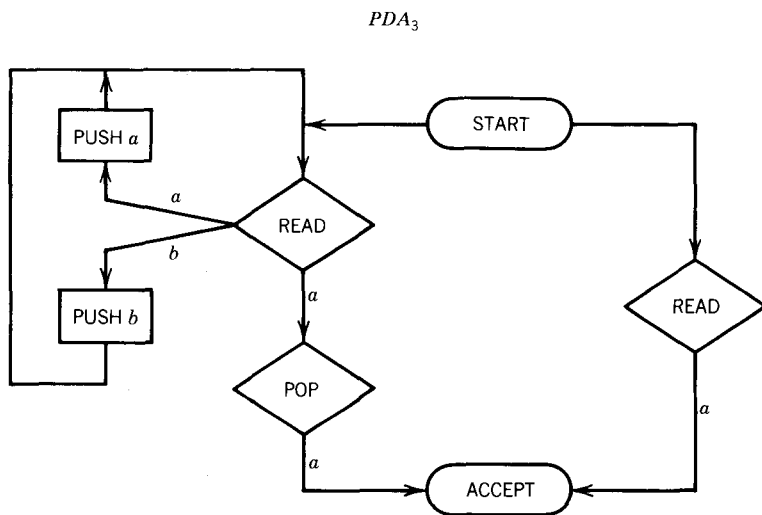 PDA₃
START
PUSH a
a
READ
b
PUSH b
READ
a
POP
a
a
ACCEPT